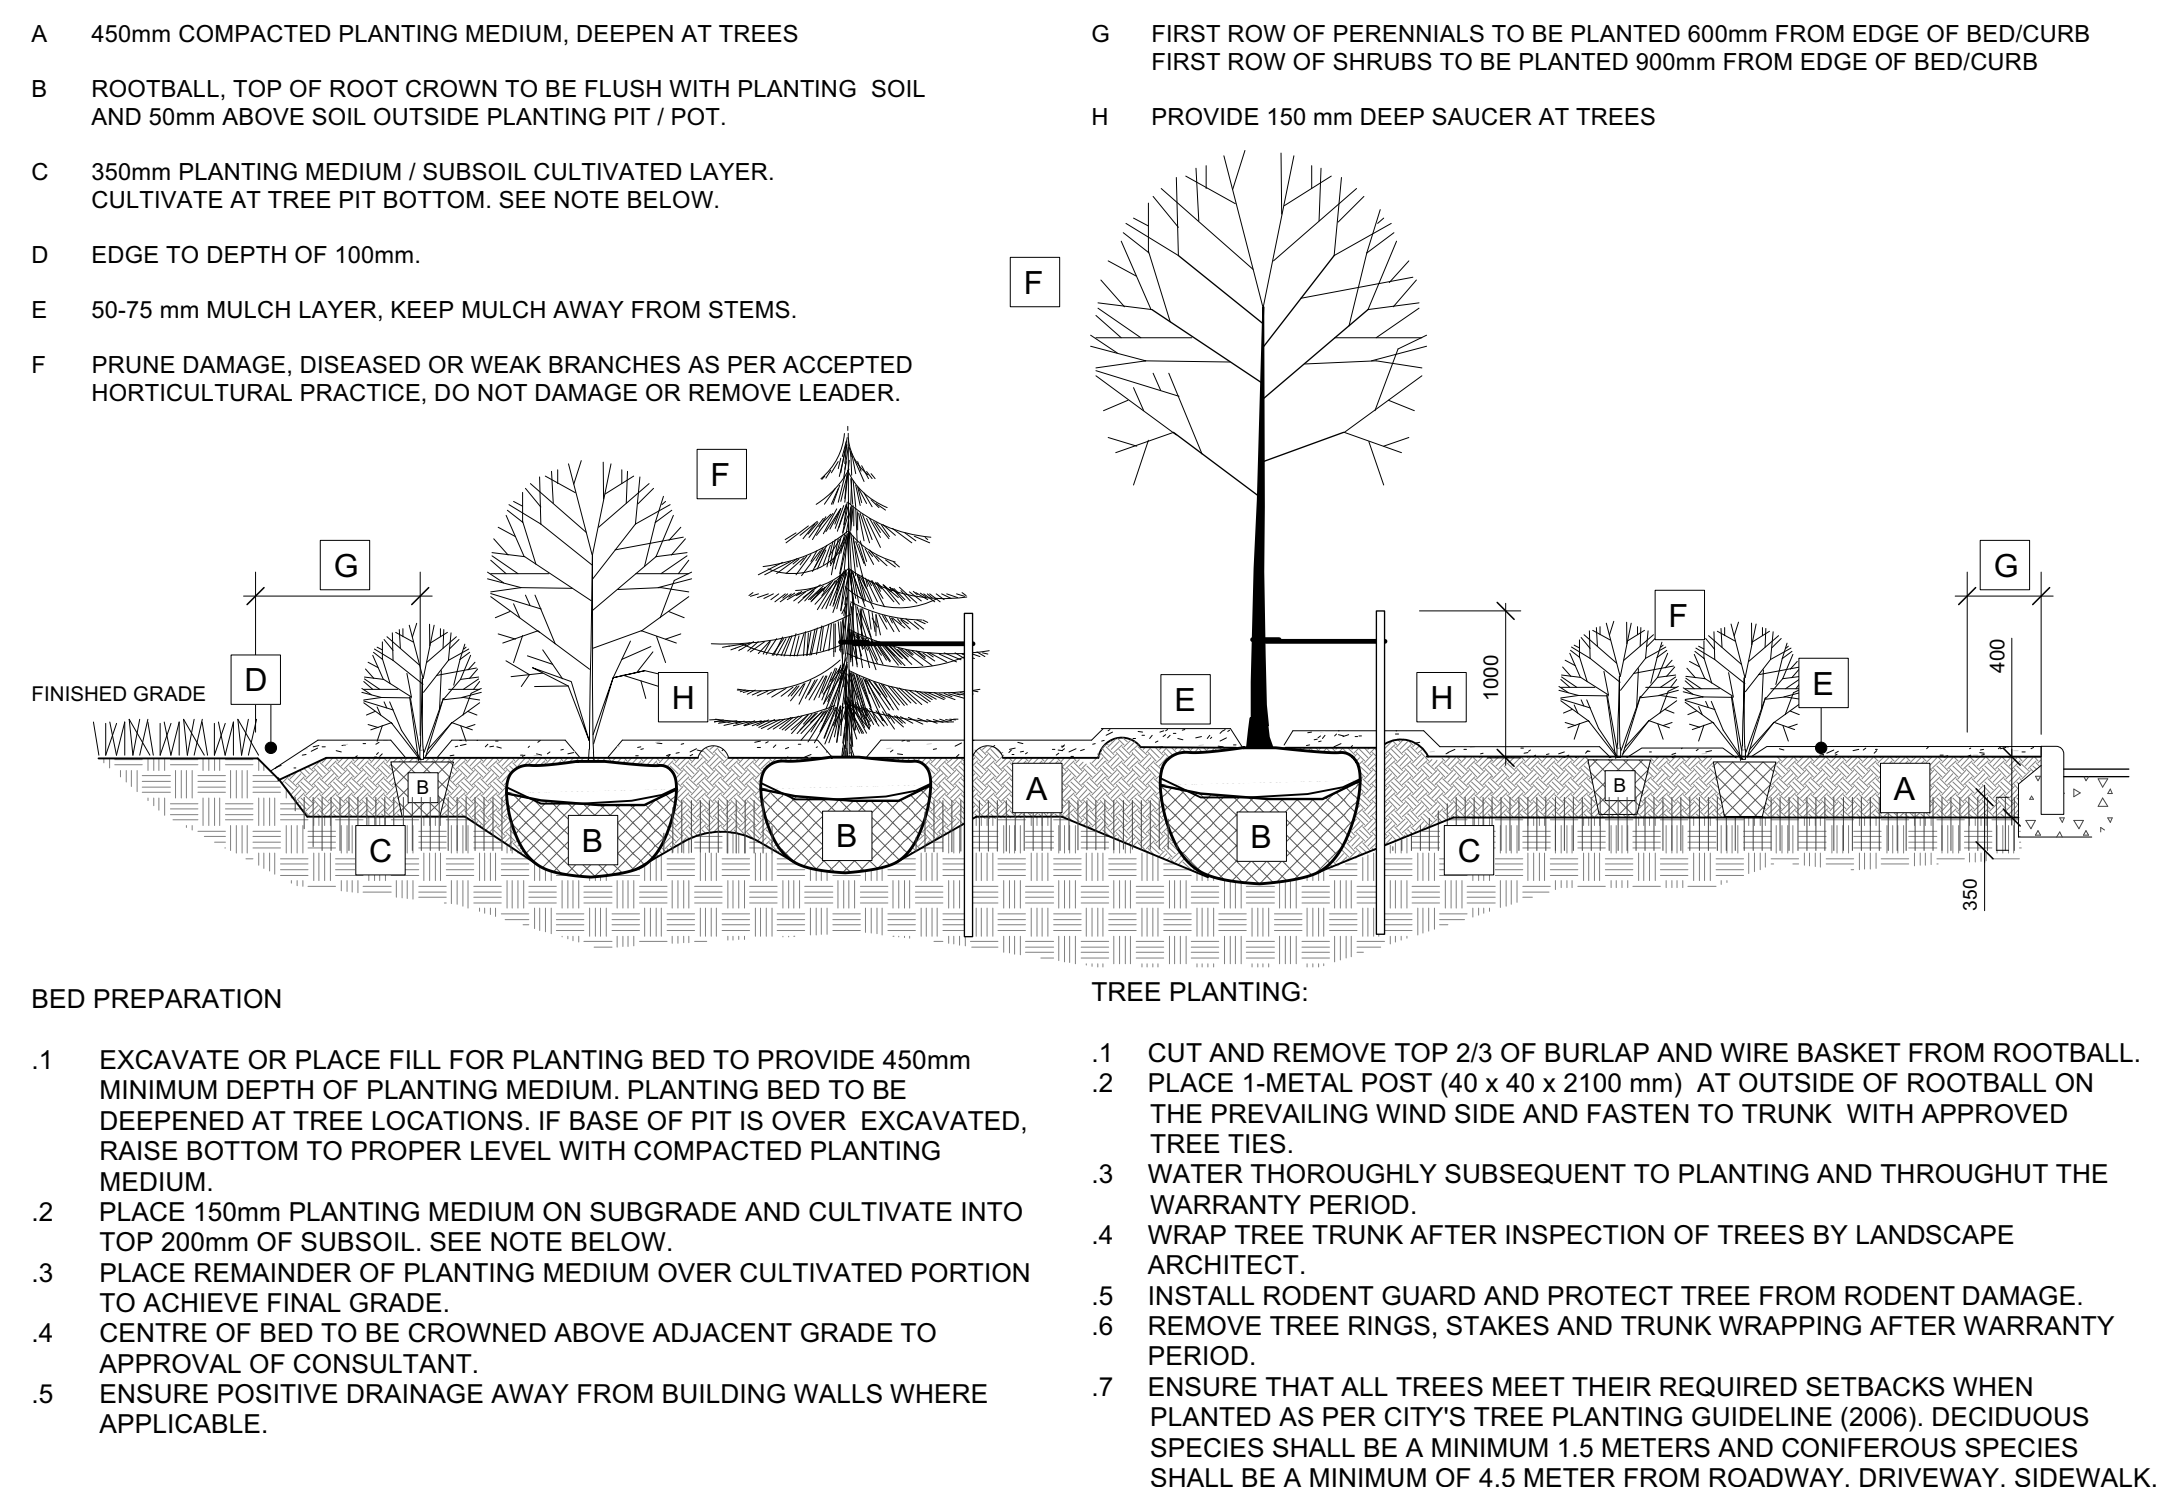 A 450mm COMPACTED PLANTING MEDIUM, DEEPEN AT TREES
B ROOTBALL, TOP OF ROOT CROWN TO BE FLUSH WITH PLANTING SOIL
AND 50mm ABOVE SOIL OUTSIDE PLANTING PIT / POT.
C 350mm PLANTING MEDIUM / SUBSOIL CULTIVATED LAYER.
CULTIVATE AT TREE PIT BOTTOM. SEE NOTE BELOW.
D EDGE TO DEPTH OF 100mm.
E 50-75 mm MULCH LAYER, KEEP MULCH AWAY FROM STEMS.
F PRUNE DAMAGE, DISEASED OR WEAK BRANCHES AS PER ACCEPTED
HORTICULTURAL PRACTICE, DO NOT DAMAGE OR REMOVE LEADER.
G FIRST ROW OF PERENNIALS TO BE PLANTED 600mm FROM EDGE OF BED/CURB
FIRST ROW OF SHRUBS TO BE PLANTED 900mm FROM EDGE OF BED/CURB
H PROVIDE 150 mm DEEP SAUCER AT TREES
F
F
G
G
F
400
1000
D
H
E
H
E
FINISHED GRADE
B
A
B
A
B
B
B
C
C
350
BED PREPARATION
.1 EXCAVATE OR PLACE FILL FOR PLANTING BED TO PROVIDE 450mm
MINIMUM DEPTH OF PLANTING MEDIUM. PLANTING BED TO BE
DEEPENED AT TREE LOCATIONS. IF BASE OF PIT IS OVER EXCAVATED,
RAISE BOTTOM TO PROPER LEVEL WITH COMPACTED PLANTING
MEDIUM.
.2 PLACE 150mm PLANTING MEDIUM ON SUBGRADE AND CULTIVATE INTO
TOP 200mm OF SUBSOIL. SEE NOTE BELOW.
.3 PLACE REMAINDER OF PLANTING MEDIUM OVER CULTIVATED PORTION
TO ACHIEVE FINAL GRADE.
.4 CENTRE OF BED TO BE CROWNED ABOVE ADJACENT GRADE TO
APPROVAL OF CONSULTANT.
.5 ENSURE POSITIVE DRAINAGE AWAY FROM BUILDING WALLS WHERE
APPLICABLE.
TREE PLANTING:
.1 CUT AND REMOVE TOP 2/3 OF BURLAP AND WIRE BASKET FROM ROOTBALL.
.2 PLACE 1-METAL POST (40 x 40 x 2100 mm) AT OUTSIDE OF ROOTBALL ON
THE PREVAILING WIND SIDE AND FASTEN TO TRUNK WITH APPROVED
TREE TIES.
.3 WATER THOROUGHLY SUBSEQUENT TO PLANTING AND THROUGHUT THE
WARRANTY PERIOD.
.4 WRAP TREE TRUNK AFTER INSPECTION OF TREES BY LANDSCAPE
ARCHITECT.
.5 INSTALL RODENT GUARD AND PROTECT TREE FROM RODENT DAMAGE.
.6 REMOVE TREE RINGS, STAKES AND TRUNK WRAPPING AFTER WARRANTY
PERIOD.
.7 ENSURE THAT ALL TREES MEET THEIR REQUIRED SETBACKS WHEN
PLANTED AS PER CITY'S TREE PLANTING GUIDELINE (2006). DECIDUOUS
SPECIES SHALL BE A MINIMUM 1.5 METERS AND CONIFEROUS SPECIES
SHALL BE A MINIMUM OF 4.5 METER FROM ROADWAY, DRIVEWAY, SIDEWALK.